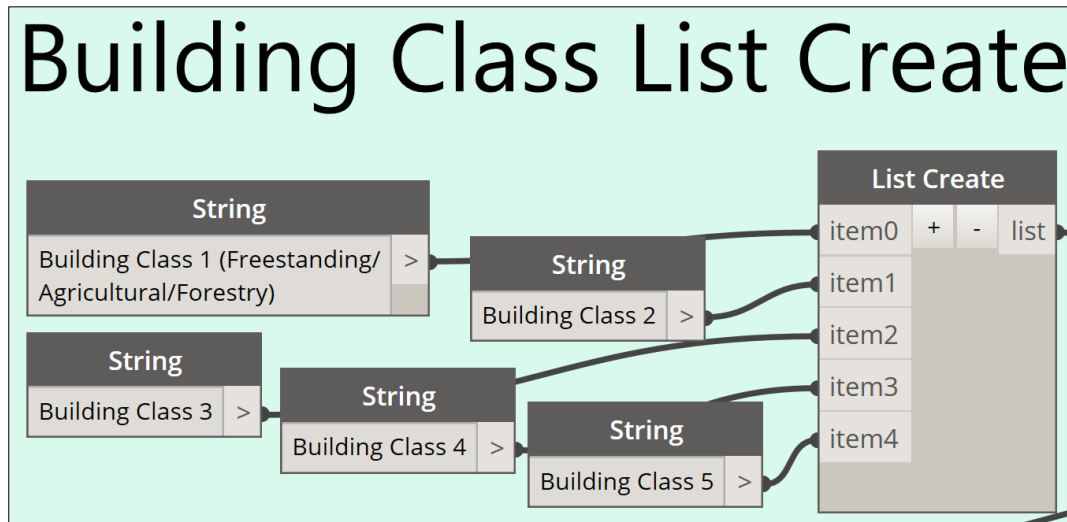 Building Class List Create
String
Building Class 1 (Freestanding/
Agricultural/Forestry)
>
String
Building Class 2
>
String
Building Class 3
>
String
Building Class 4
>
String
Building Class 5
>
List Create
item0
+
-
list
item1
item2
item3
item4